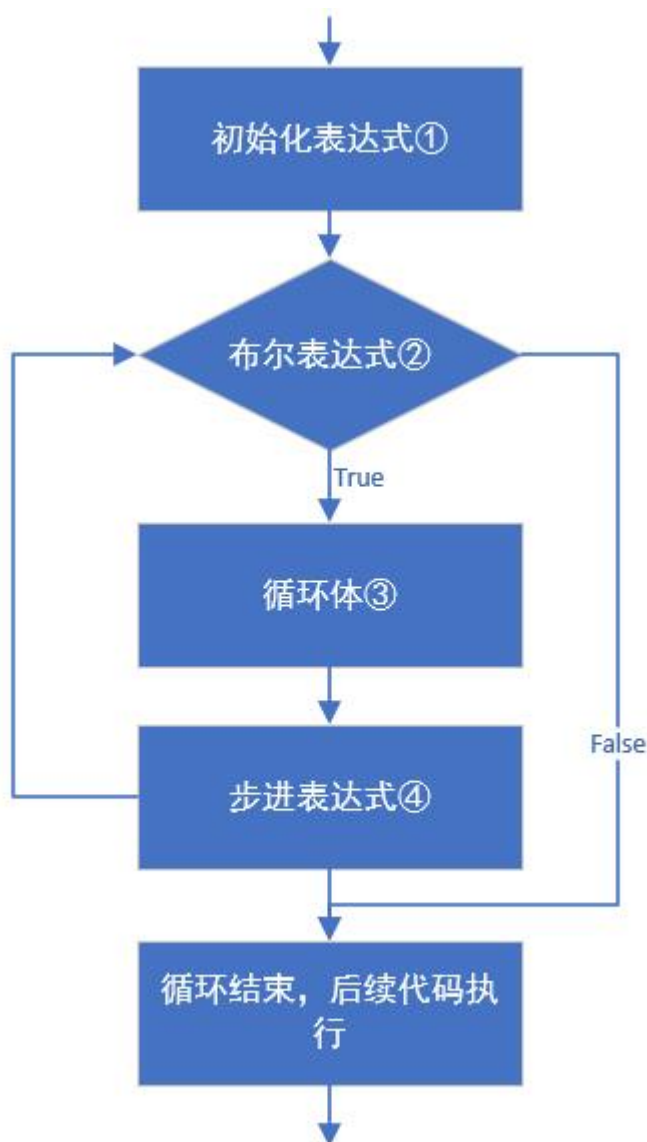 初始化表达式①
布尔表达式②
True
循环体③
步进表达式④
False
循环结束，后续代码执
行